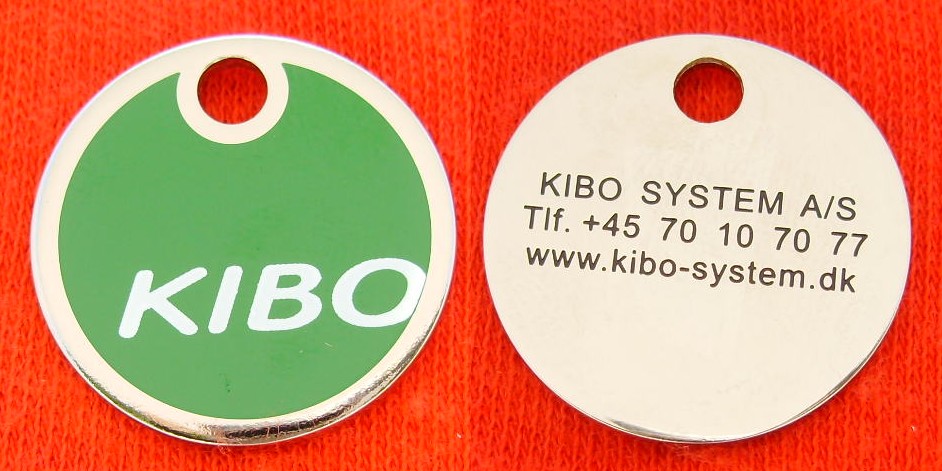 KIBO
KIBO SYSTEM A/S
Tlf. +45 70 10 70 77
www.kibo-system.dk